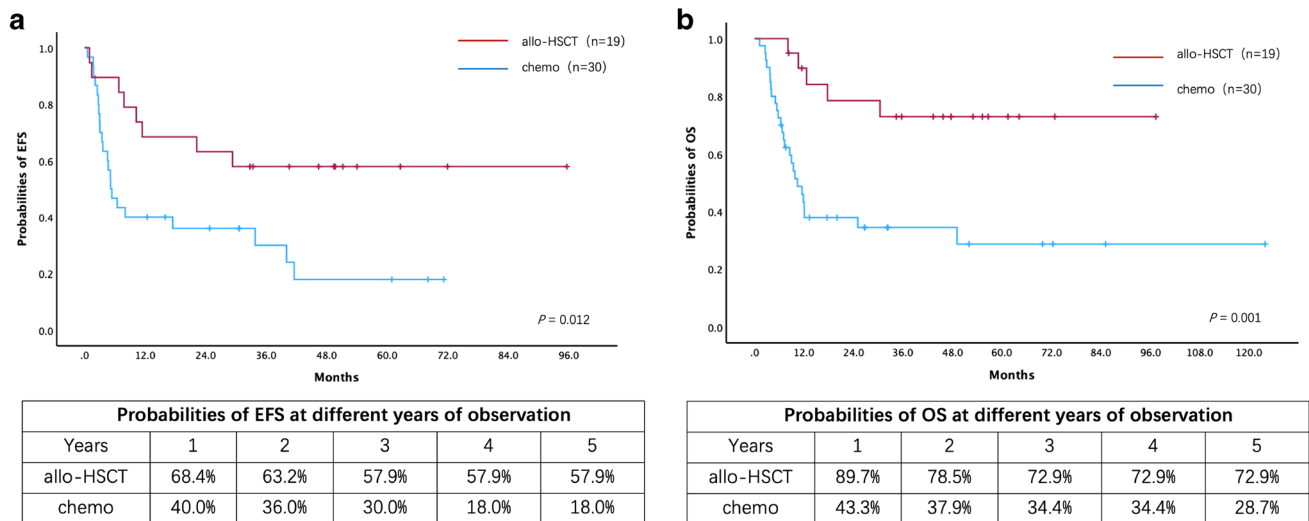 a
1.0
0.8
0.6
0.4
0.2
0.0
Probabilities of EFS
allo-HSCT (n=19)
chemo (n=30)
P = 0.012
.0 12.0 24.0 36.0 48.0 60.0 72.0 84.0 96.0
Months
Probabilities of EFS at different years of observation
Years 1 2 3 4 5
allo-HSCT 68.4% 63.2% 57.9% 57.9% 57.9%
chemo 40.0% 36.0% 30.0% 18.0% 18.0%
b
1.0
0.8
0.6
0.4
0.2
0.0
Probabilities of OS
allo-HSCT (n=19)
chemo (n=30)
P = 0.001
.0 12.0 24.0 36.0 48.0 60.0 72.0 84.0 96.0 108.0 120.0
Months
Probabilities of OS at different years of observation
Years 1 2 3 4 5
allo-HSCT 89.7% 78.5% 72.9% 72.9% 72.9%
chemo 43.3% 37.9% 34.4% 34.4% 28.7%